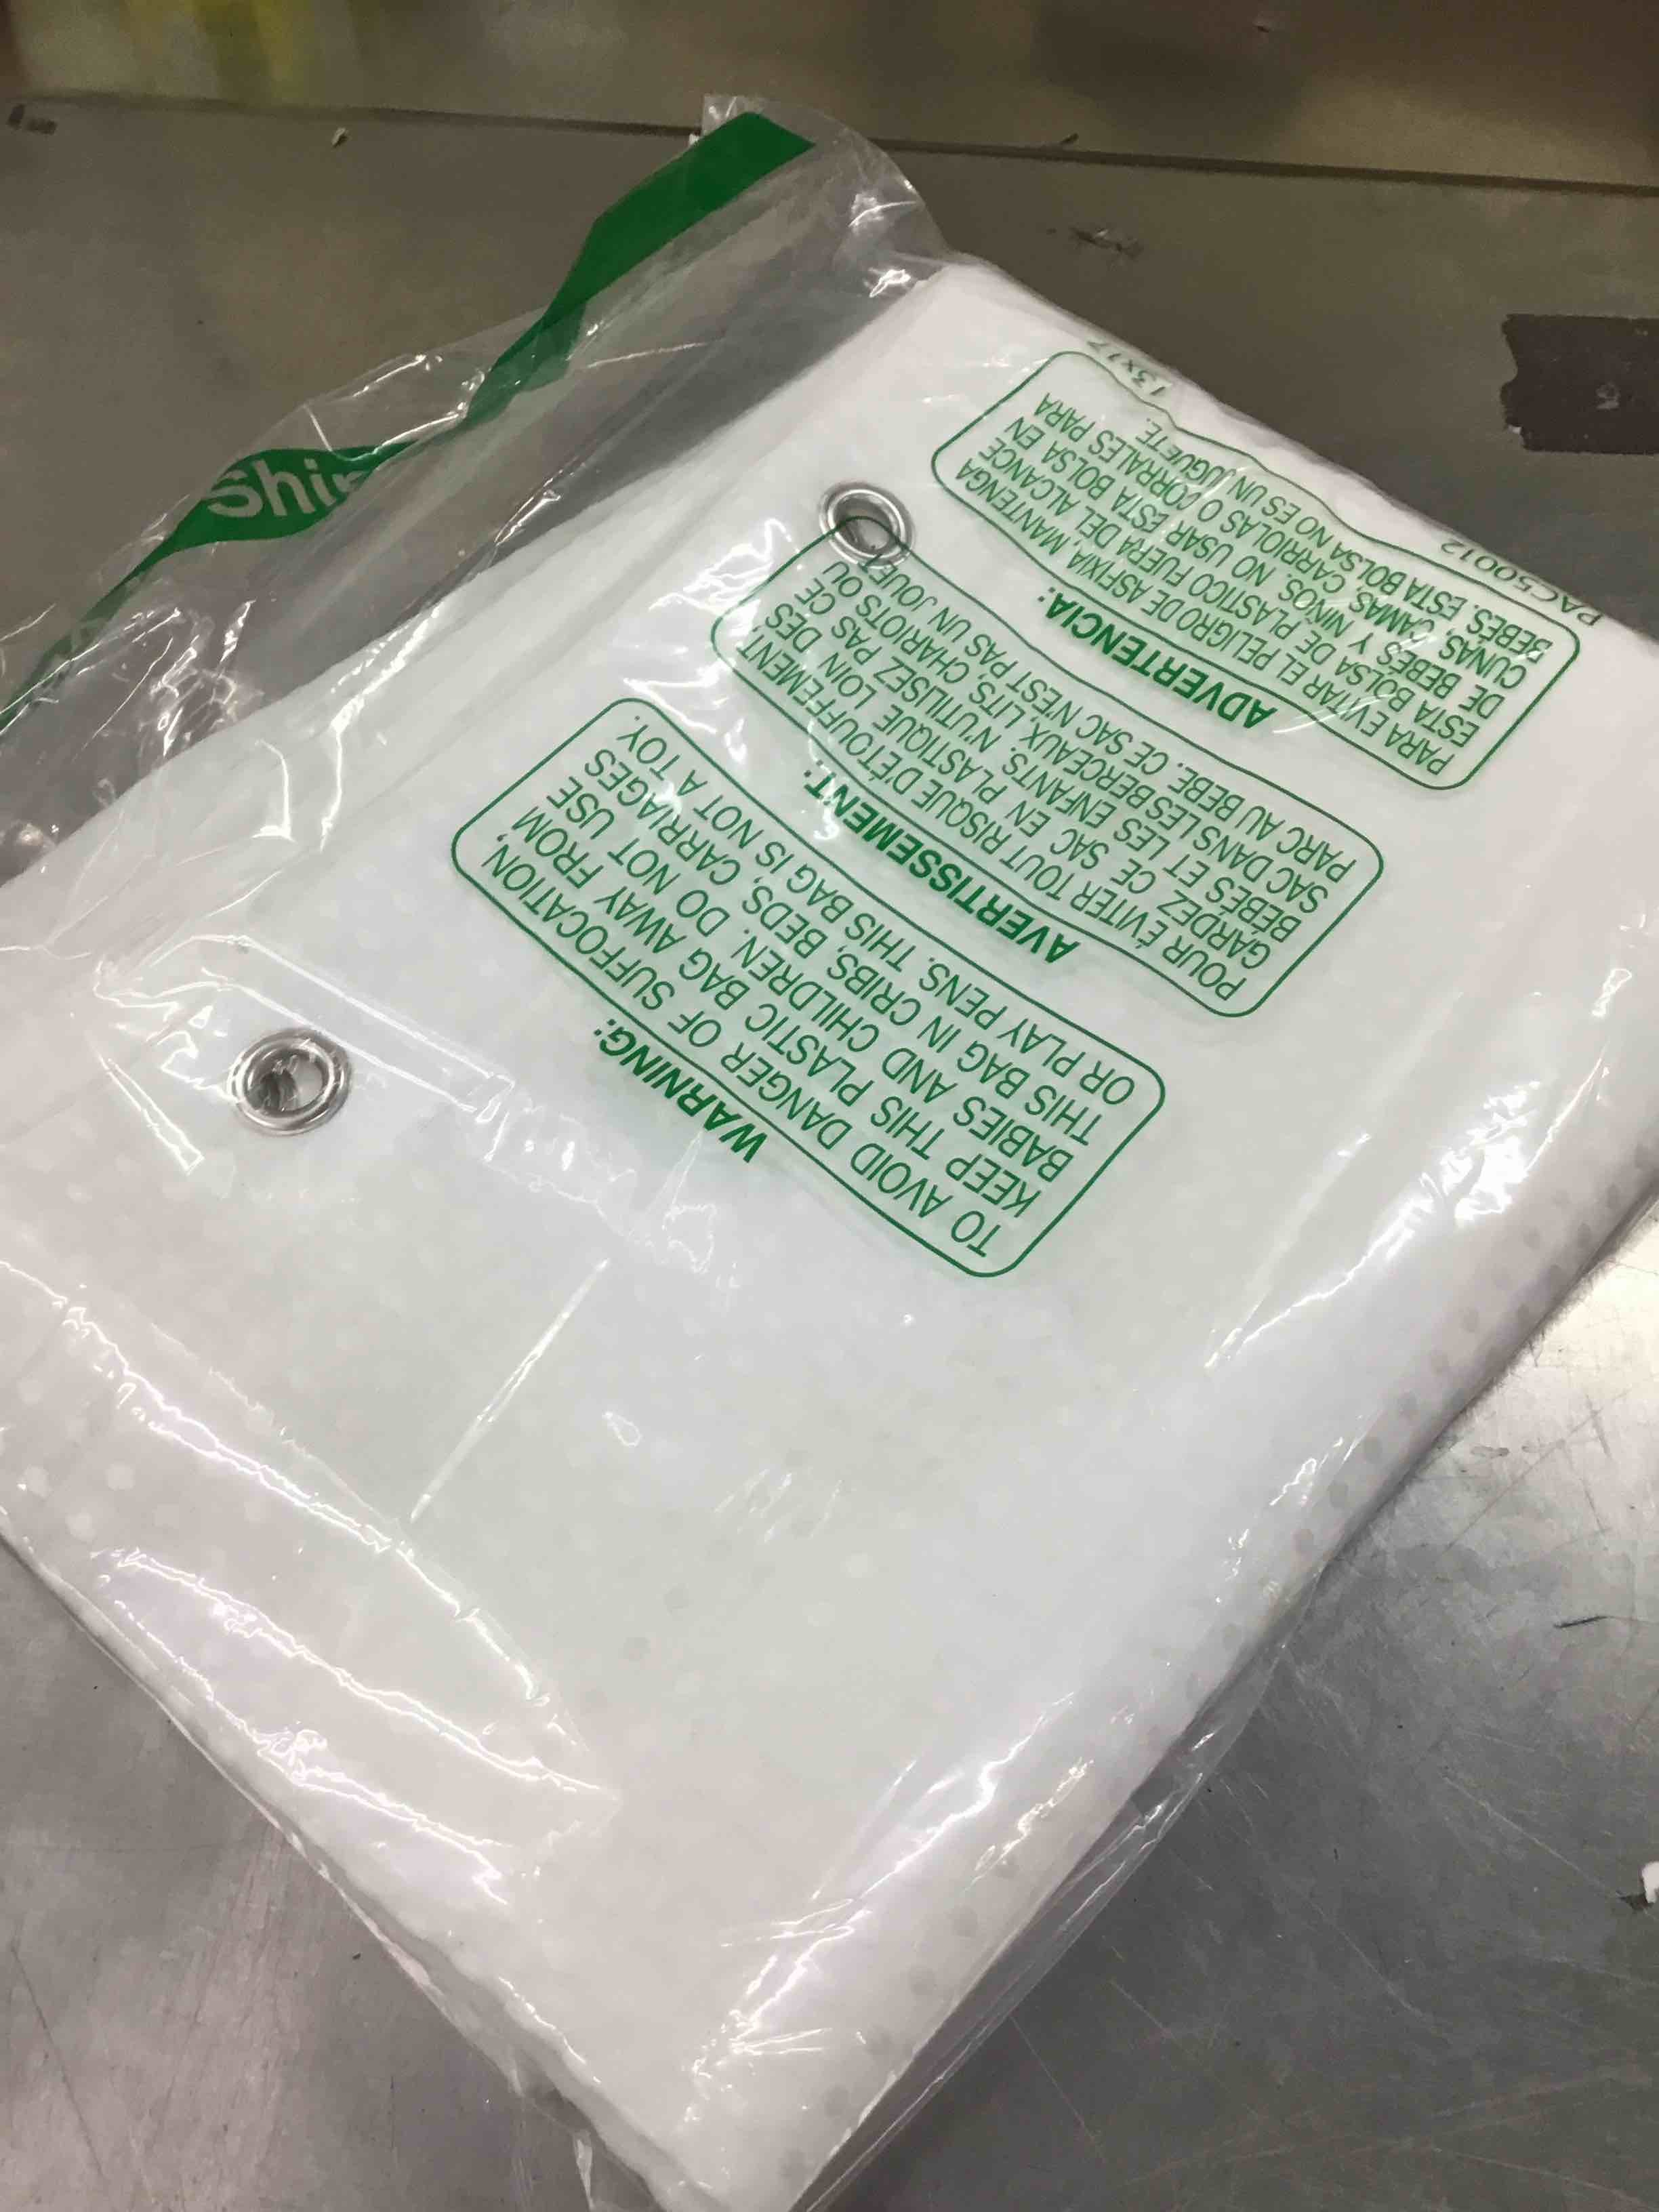 WARNING:
TO AVOID DANGER OF SUFFOCATION,
KEEP THIS PLASTIC BAG AWAY FROM
BABIES AND CHILDREN. DO NOT USE
THIS BAG IN CRIBS, BEDS, CARRIAGES
OR PLAY PENS. THIS BAG IS NOT A TOY.
AVERTISSEMENT:
POUR ÉVITER TOUT RISQUE D'ÉTOUFFEMENT,
GARDEZ CE SAC EN PLASTIQUE LOIN DES
BÉBÉS ET LES ENFANTS. N'UTILISEZ PAS CE
SAC DANS LES BERCEAUX, LITS, CHARIOTS OU
PARC AU BEBE. CE SAC N'EST PAS UN JOUET
ADVERTENCIA:
PARA EVITAR EL PELIGRO DE ASFIXIA, MANTENGA
ESTA BOLSA DE PLASTICO FUERA DEL ALCANCE
DE BEBÉS Y NIÑOS. NO USAR ESTA BOLSA EN
CUNAS, CAMAS, CARRIOLAS O CORRALES PARA
BEBÉS. ESTA BOLSA NO ES UN JUGUETE.
PAC50012
13x17